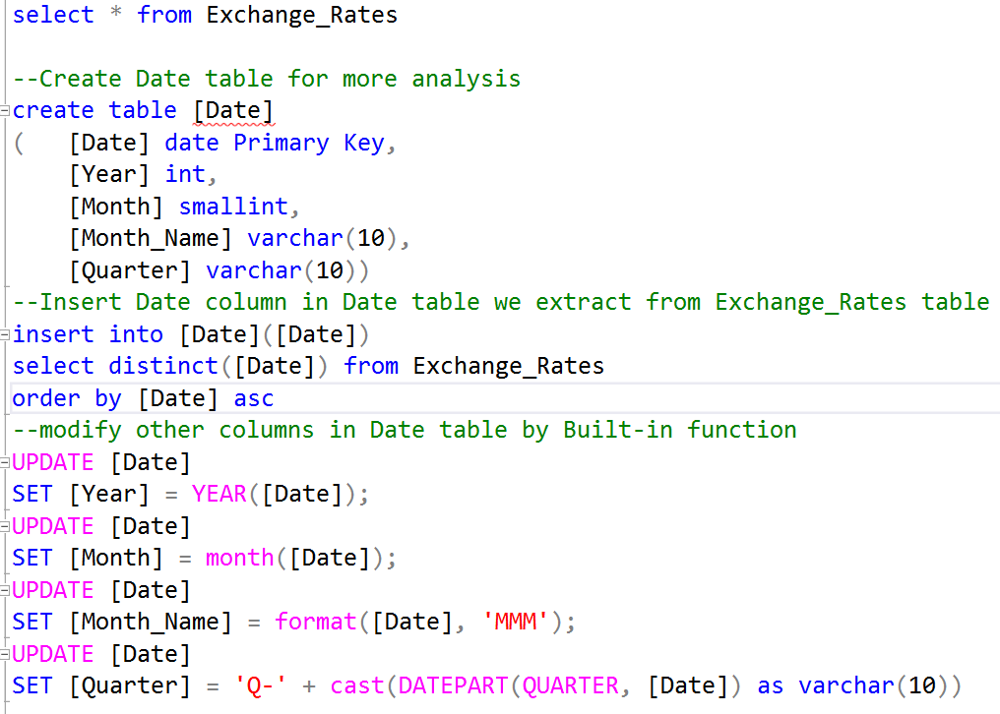 select * from Exchange_Rates
--Create Date table for more analysis
create table [Date]
(   [Date] date Primary Key,
    [Year] int,
    [Month] smallint,
    [Month_Name] varchar(10),
    [Quarter] varchar(10))
--Insert Date column in Date table we extract from Exchange_Rates table
insert into [Date]([Date])
select distinct([Date]) from Exchange_Rates
order by [Date] asc
--modify other columns in Date table by Built-in function
UPDATE [Date]
SET [Year] = YEAR([Date]);
UPDATE [Date]
SET [Month] = month([Date]);
UPDATE [Date]
SET [Month_Name] = format([Date], 'MMM');
UPDATE [Date]
SET [Quarter] = 'Q-' + cast(DATEPART(QUARTER, [Date]) as varchar(10))